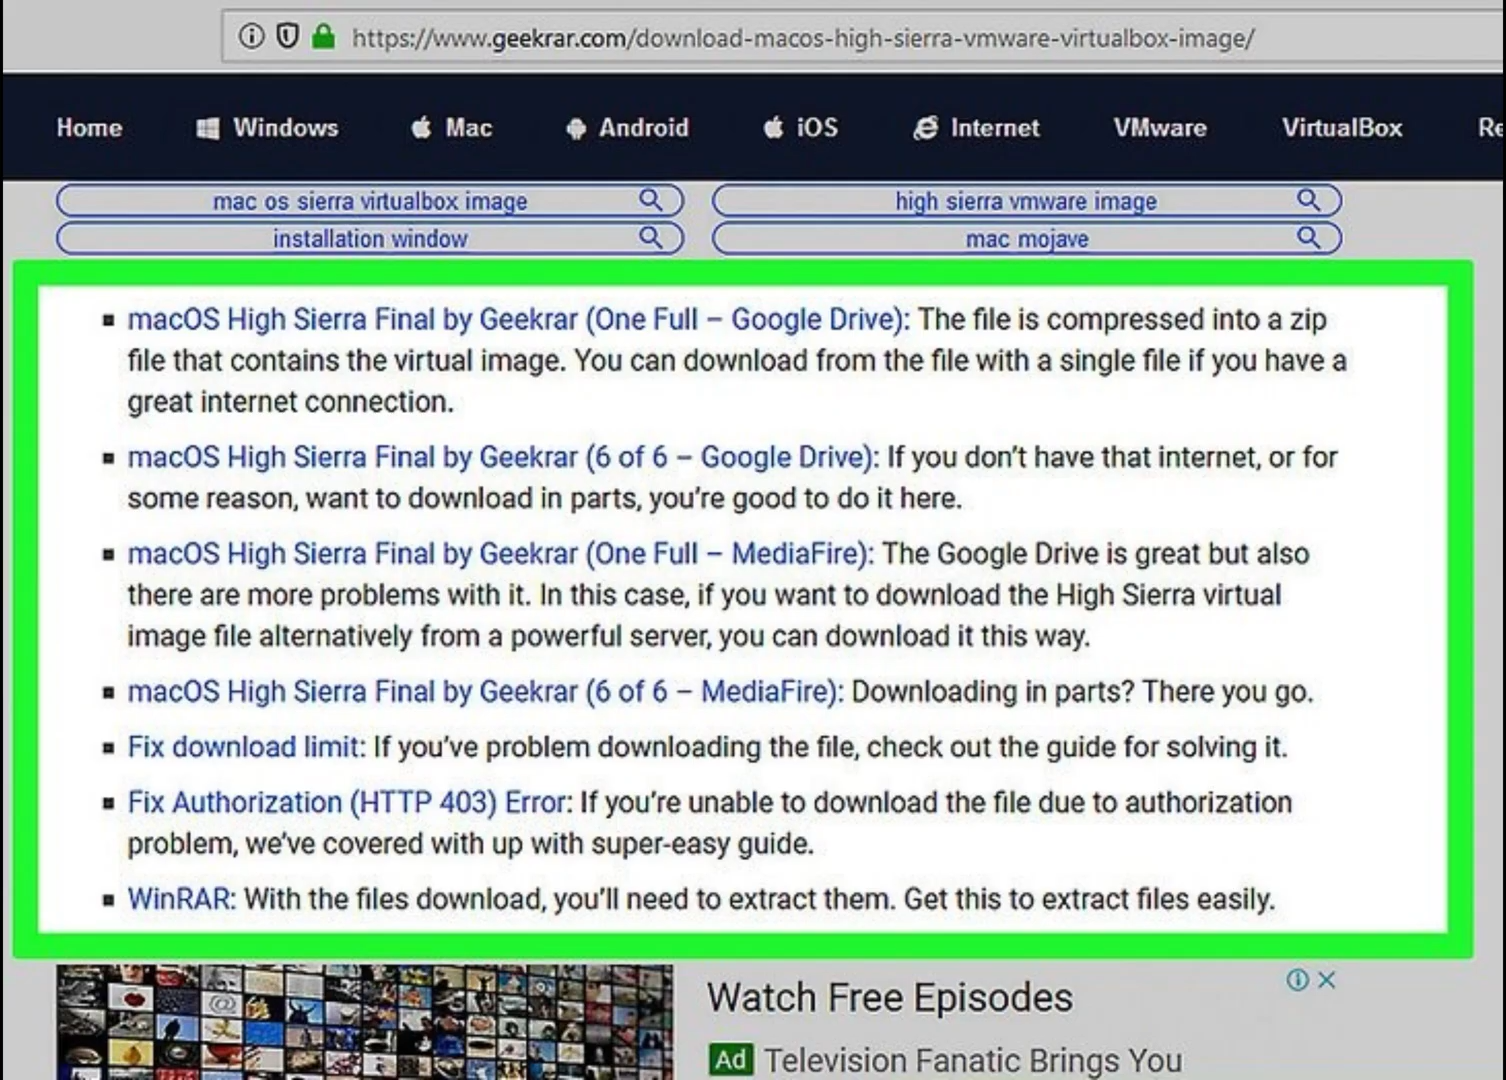 https://www.geekrar.com/download-macos-high-sierra-vmware-virtualbox-image/
Home Windows Mac Android iOS Internet VMware VirtualBox Re
mac os sierra virtualbox image high sierra vmware image
installation window mac mojave
macOS High Sierra Final by Geekrar (One Full – Google Drive): The file is compressed into a zip
file that contains the virtual image. You can download from the file with a single file if you have a
great internet connection.
macOS High Sierra Final by Geekrar (6 of 6 – Google Drive): If you don’t have that internet, or for
some reason, want to download in parts, you’re good to do it here.
macOS High Sierra Final by Geekrar (One Full – MediaFire): The Google Drive is great but also
there are more problems with it. In this case, if you want to download the High Sierra virtual
image file alternatively from a powerful server, you can download it this way.
macOS High Sierra Final by Geekrar (6 of 6 – MediaFire): Downloading in parts? There you go.
Fix download limit: If you’ve problem downloading the file, check out the guide for solving it.
Fix Authorization (HTTP 403) Error: If you’re unable to download the file due to authorization
problem, we’ve covered with up with super-easy guide.
WinRAR: With the files download, you’ll need to extract them. Get this to extract files easily.
Watch Free Episodes
Ad Television Fanatic Brings You